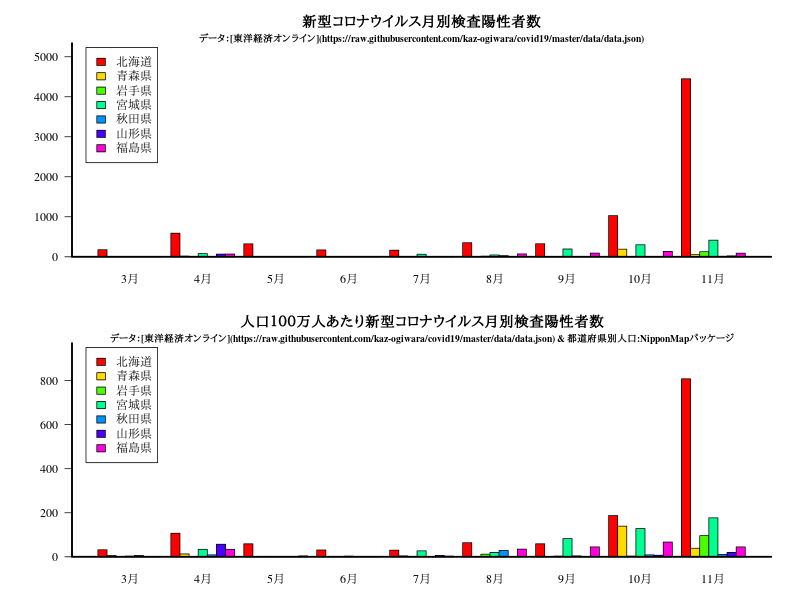 新型コロナウイルス月別検査陽性者数
データ：[東洋経済オンライン](https://raw.githubusercontent.com/kaz-ogiwara/covid19/master/data/data.json)
5000
4000
3000
2000
1000
0
北海道
青森県
岩手県
宮城県
秋田県
山形県
福島県
3月 4月 5月 6月 7月 8月 9月 10月 11月
人口100万人あたり新型コロナウイルス月別検査陽性者数
データ：[東洋経済オンライン](https://raw.githubusercontent.com/kaz-ogiwara/covid19/master/data/data.json) & 都道府県別人口:NipponMapパッケージ
800
600
400
200
0
北海道
青森県
岩手県
宮城県
秋田県
山形県
福島県
3月 4月 5月 6月 7月 8月 9月 10月 11月